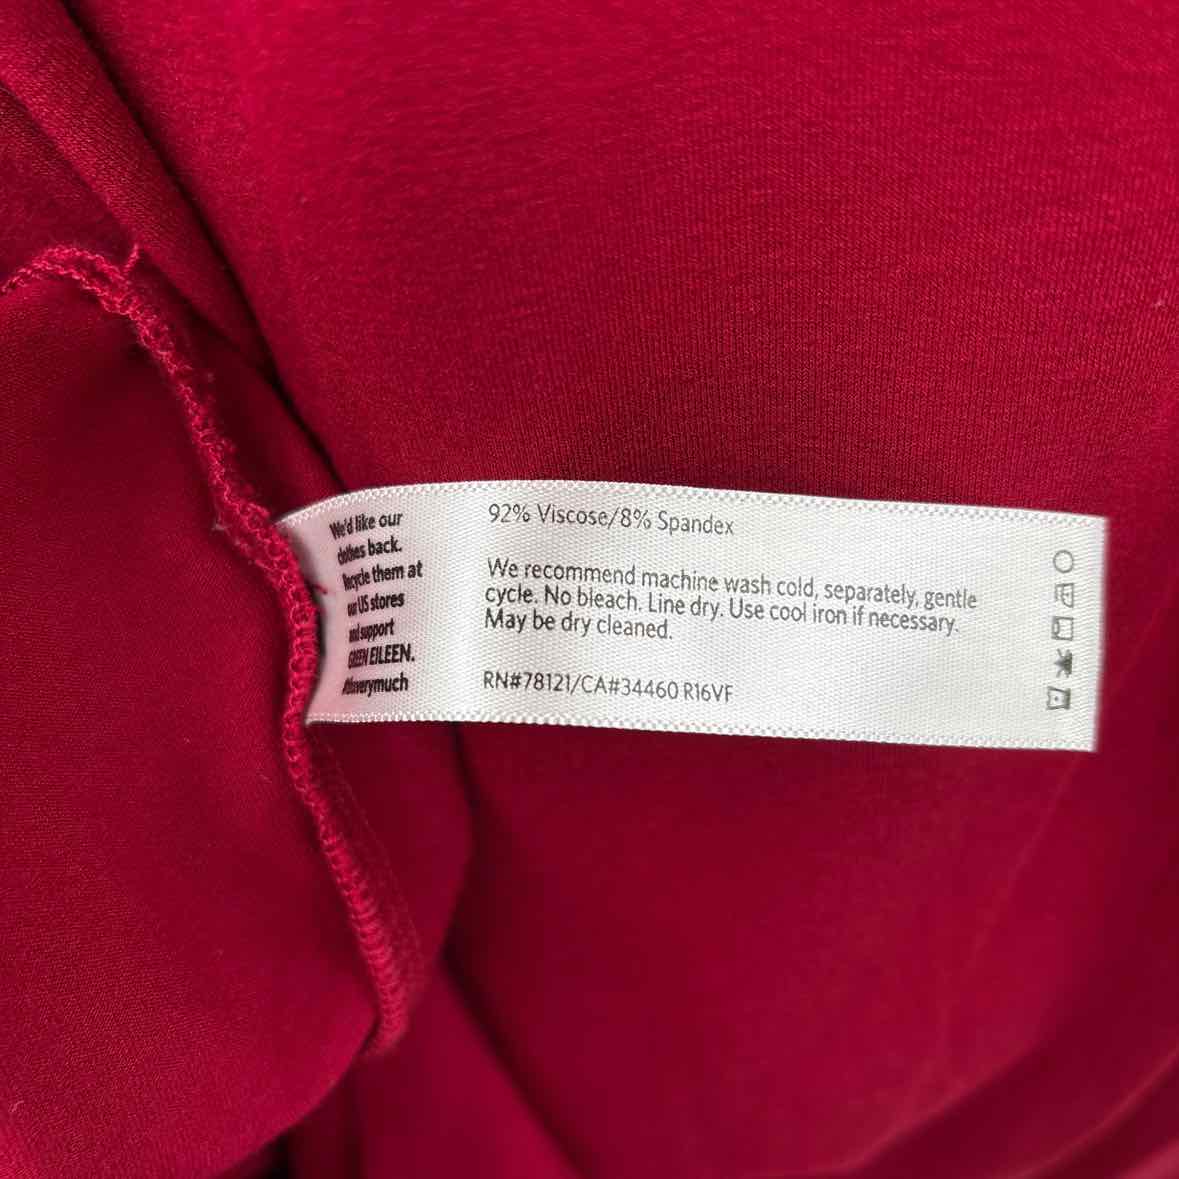 We'd like our
clothes back.
Recycle them at
our US stores
and support
GREEN EILEEN.
92% Viscose/8% Spandex
We recommend machine wash cold, separately, gentle
cycle. No bleach. Line dry. Use cool iron if necessary.
May be dry cleaned.
RN#78121/CA#34460 R16VF